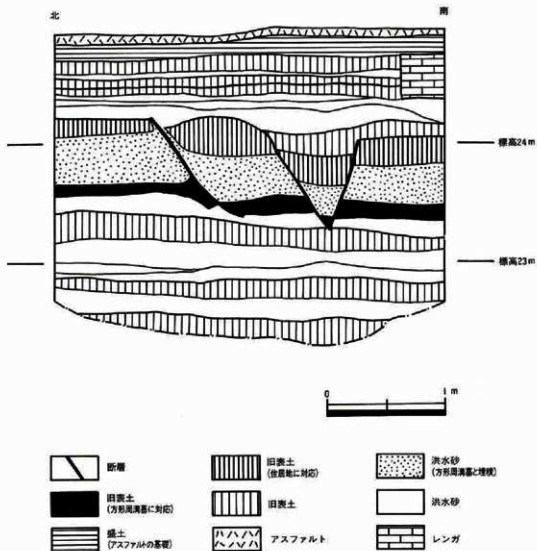 北
南
標高24m
標高23m
0
1 m
断層
旧表土
(住居地に対応)
洪水砂
(方形周溝墓を埋積)
旧表土
(方形周溝墓に対応)
旧表土
洪水砂
盛土
(アスファルトの基礎)
アスファルト
レンガ